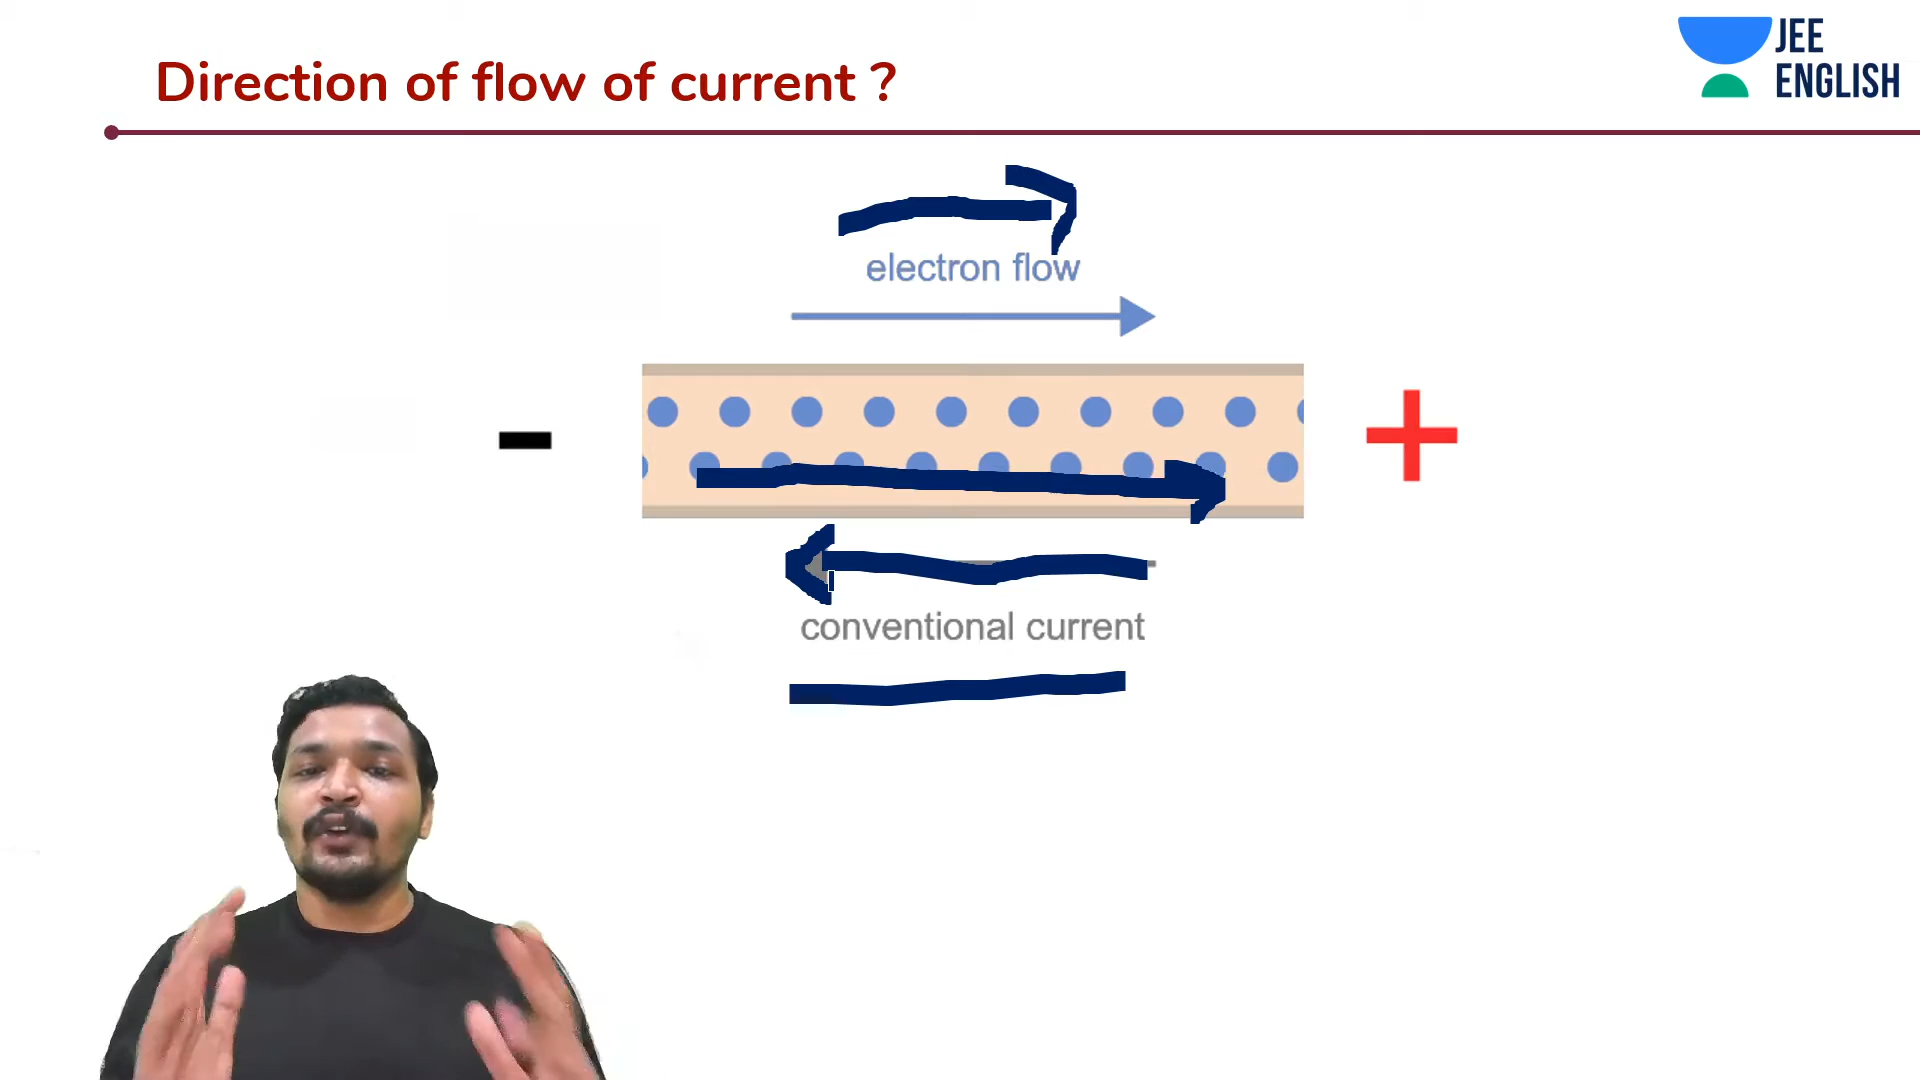 Direction of flow of current ?
JEE
ENGLISH
electron flow
-
+
conventional current